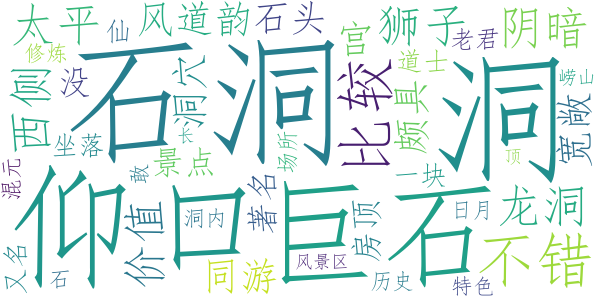 太平
仙
风道韵
石头
宫
狮子
阴暗
修炼
老君
西侧
没
石洞
洞穴
比较
道士
颇具
洞
崂山
宽敞
坐落
景点
长
敢
场所
顶
混元
仰口
巨石
价值
著名
一块
龙洞
洞内
房顶
日月
又名
同游
风景区
不错
石
历史
特色